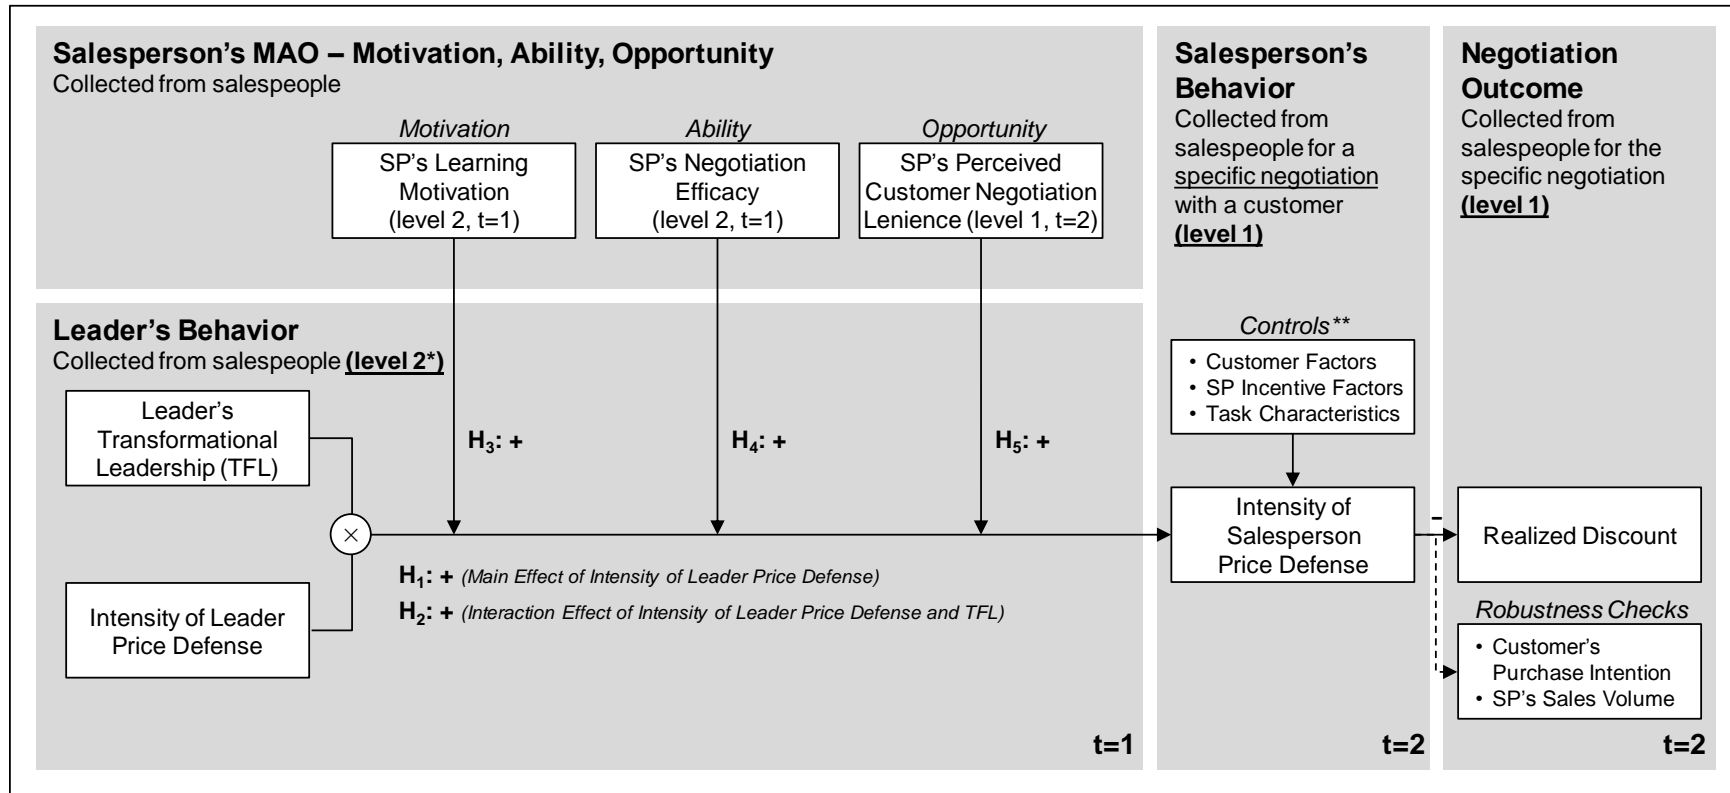 Salesperson's MAO – Motivation, Ability, Opportunity
Collected from salespeople
Motivation
SP's Learning
Motivation
(level 2, t=1)
Ability
SP's Negotiation
Efficacy
(level 2, t=1)
Opportunity
SP's Perceived
Customer Negotiation
Lenience (level 1, t=2)
Leader's Behavior
Collected from salespeople (level 2*)
Leader's
Transformational
Leadership (TFL)
Intensity of Leader
Price Defense
×
H₃: +
H₄: +
H₅: +
H₁: + (Main Effect of Intensity of Leader Price Defense)
H₂: + (Interaction Effect of Intensity of Leader Price Defense and TFL)
t=1
Salesperson's
Behavior
Collected from
salespeople for a
specific negotiation
with a customer
(level 1)
Controls**
• Customer Factors
• SP Incentive Factors
• Task Characteristics
Intensity of
Salesperson
Price Defense
t=2
Negotiation
Outcome
Collected from
salespeople for the
specific negotiation
(level 1)
-
Realized Discount
Robustness Checks
• Customer's
Purchase Intention
• SP's Sales Volume
t=2